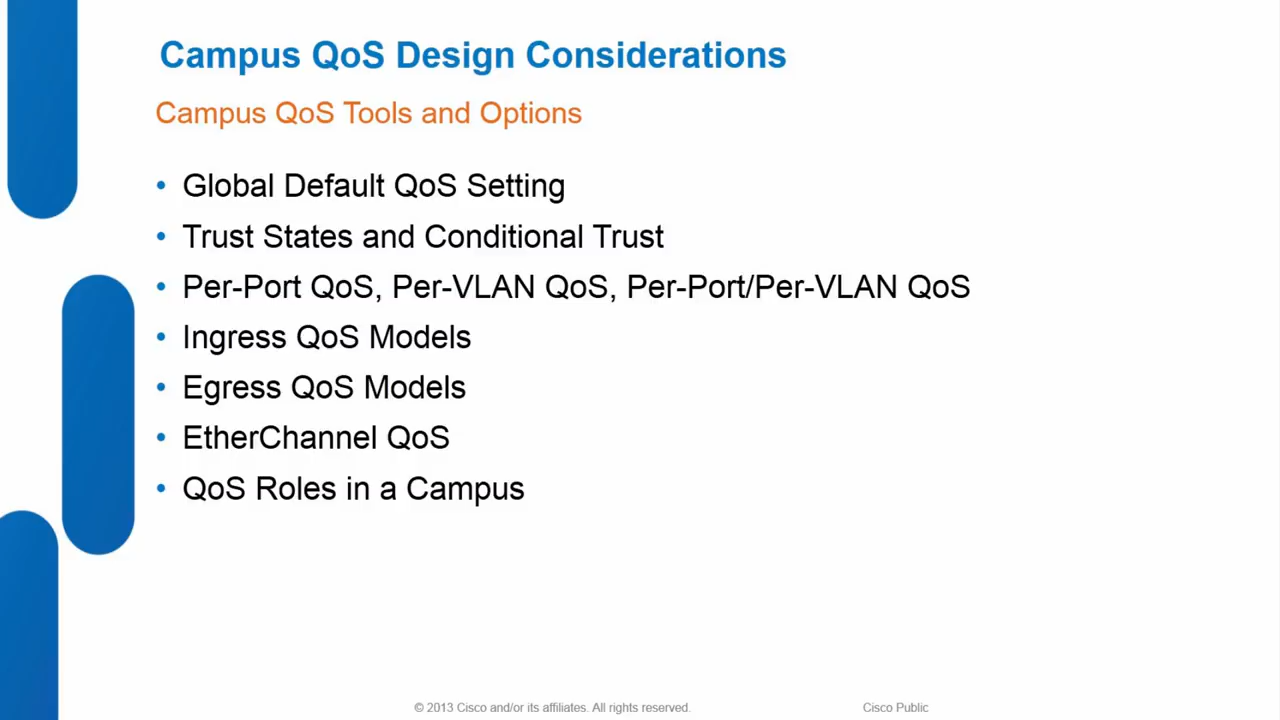 Campus QoS Design Considerations
Campus QoS Tools and Options
• Global Default QoS Setting
• Trust States and Conditional Trust
• Per-Port QoS, Per-VLAN QoS, Per-Port/Per-VLAN QoS
• Ingress QoS Models
• Egress QoS Models
• EtherChannel QoS
• QoS Roles in a Campus
© 2013 Cisco and/or its affiliates. All rights reserved. Cisco Public